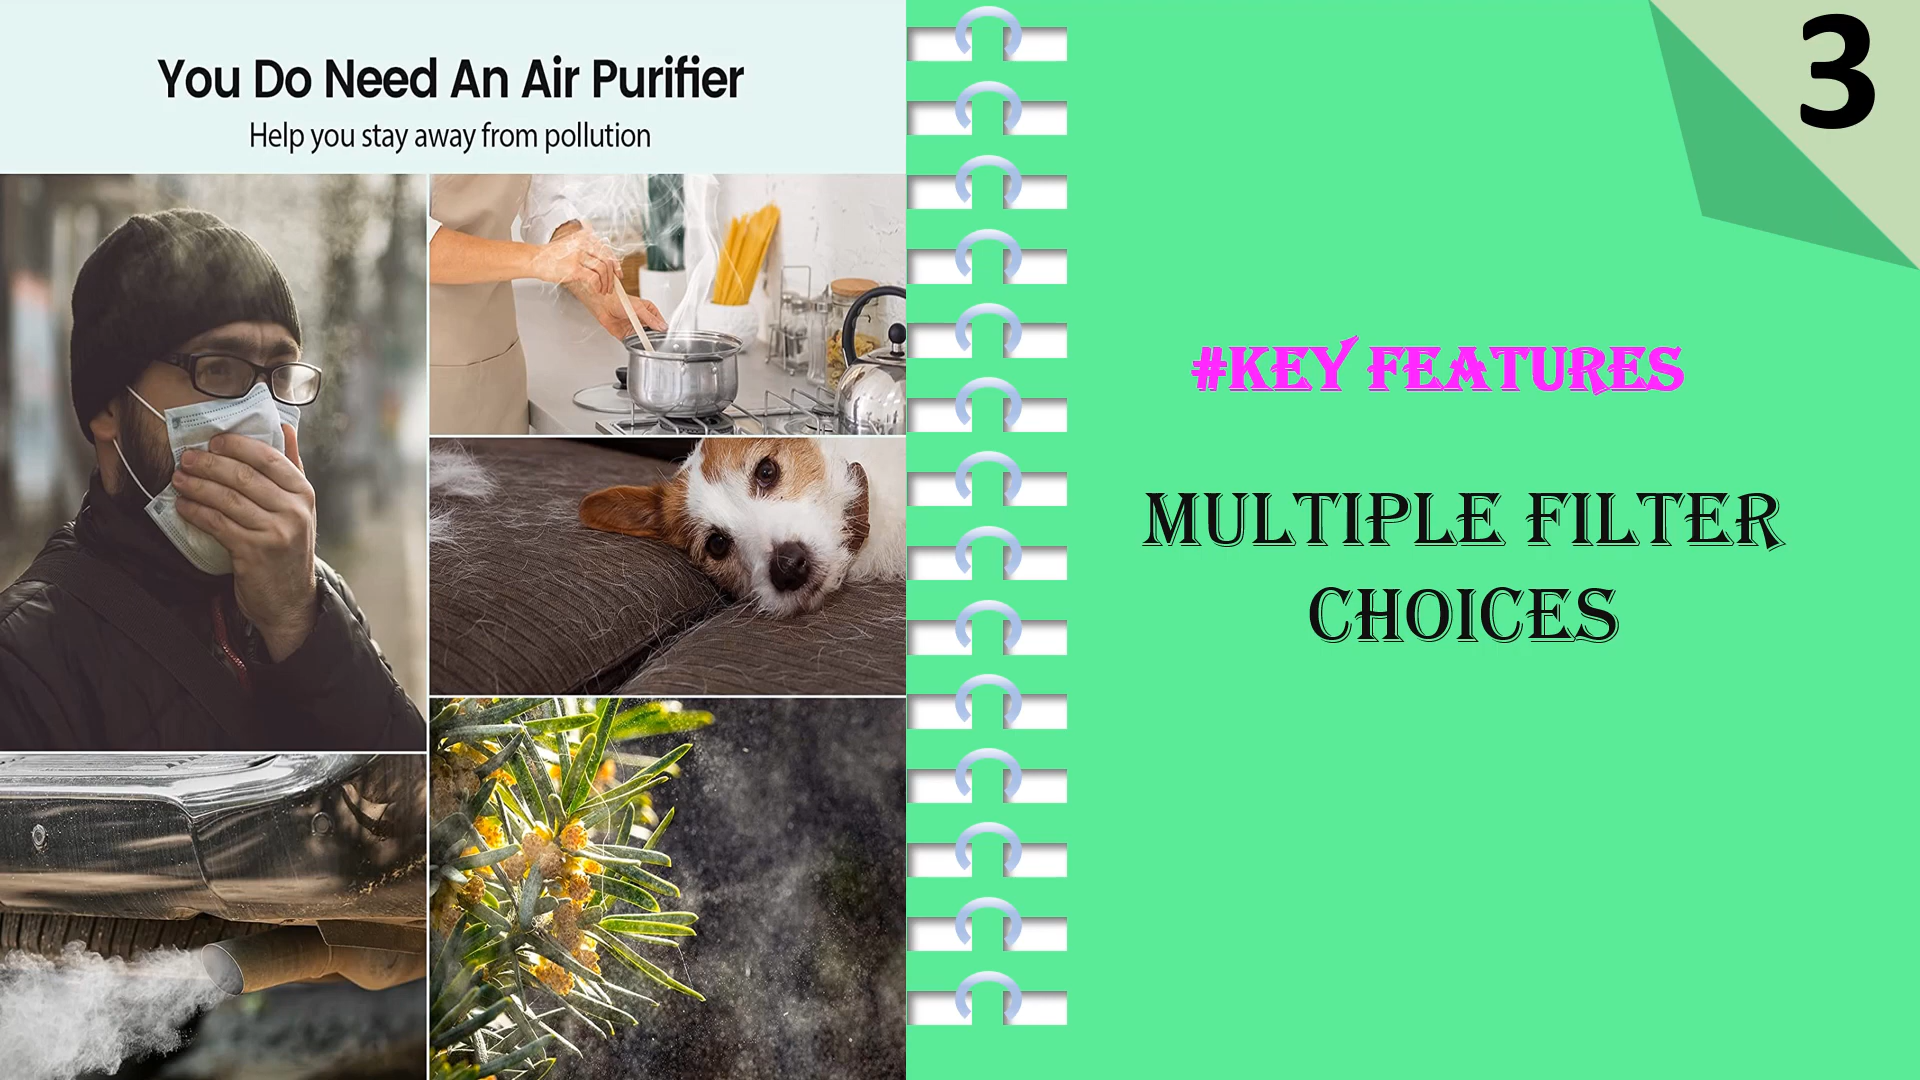 You Do Need An Air Purifier
Help you stay away from pollution
3
#KEY FEATURES
MULTIPLE FILTER
CHOICES